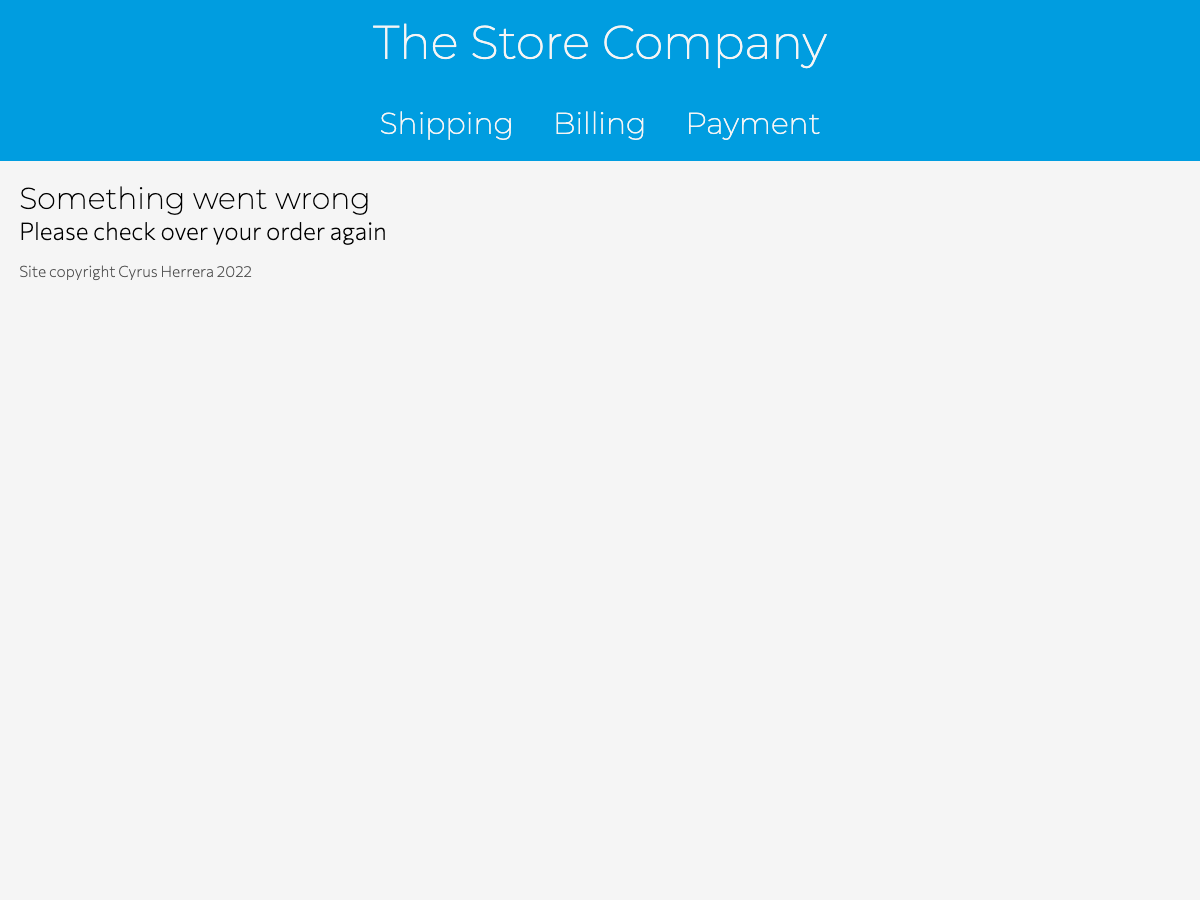 The Store Company
Shipping Billing Payment
Something went wrong
Please check over your order again
Site copyright Cyrus Herrera 2022